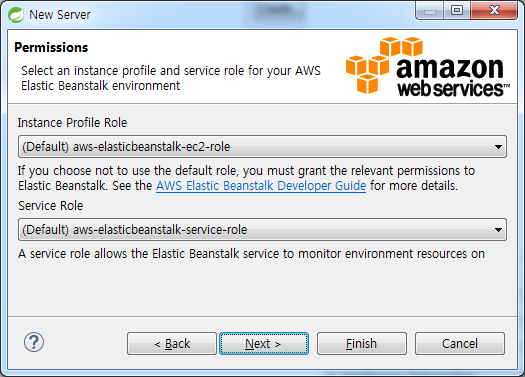 New Server
Permissions
Select an instance profile and service role for your AWS
Elastic Beanstalk environment
amazon
web services™
Instance Profile Role
(Default) aws-elasticbeanstalk-ec2-role
If you choose not to use the default role, you must grant the relevant permissions to
Elastic Beanstalk. See the AWS Elastic Beanstalk Developer Guide for more details.
Service Role
(Default) aws-elasticbeanstalk-service-role
A service role allows the Elastic Beanstalk service to monitor environment resources on
? < Back Next > Finish Cancel